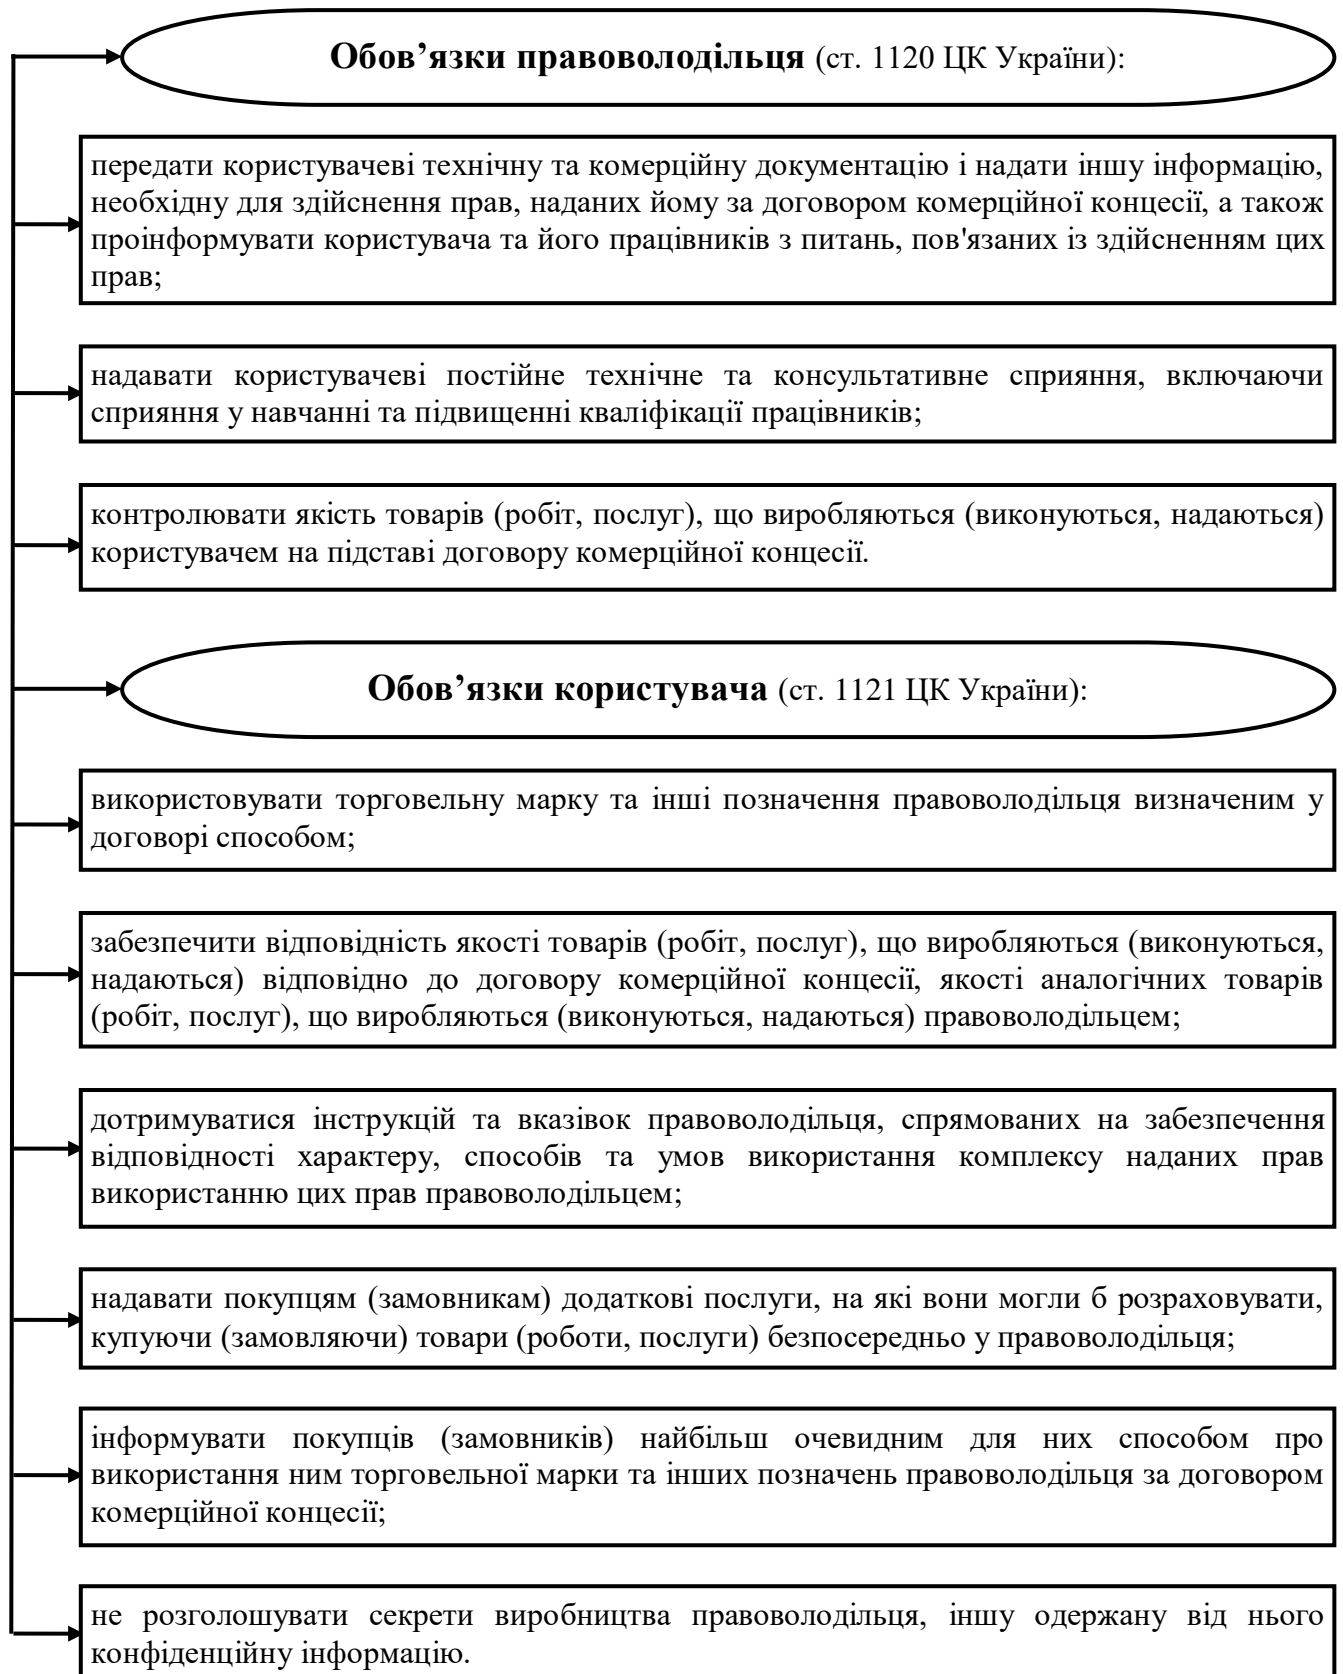 Обов’язки правоволодільця (ст. 1120 ЦК України):
передати користувачеві технічну та комерційну документацію і надати іншу інформацію,
необхідну для здійснення прав, наданих йому за договором комерційної концесії, а також
проінформувати користувача та його працівників з питань, пов'язаних із здійсненням цих
прав;
надавати користувачеві постійне технічне та консультативне сприяння, включаючи
сприяння у навчанні та підвищенні кваліфікації працівників;
контролювати якість товарів (робіт, послуг), що виробляються (виконуються, надаються)
користувачем на підставі договору комерційної концесії.
Обов’язки користувача (ст. 1121 ЦК України):
використовувати торговельну марку та інші позначення правоволодільця визначеним у
договорі способом;
забезпечити відповідність якості товарів (робіт, послуг), що виробляються (виконуються,
надаються) відповідно до договору комерційної концесії, якості аналогічних товарів
(робіт, послуг), що виробляються (виконуються, надаються) правоволодільцем;
дотримуватися інструкцій та вказівок правоволодільця, спрямованих на забезпечення
відповідності характеру, способів та умов використання комплексу наданих прав
використанню цих прав правоволодільцем;
надавати покупцям (замовникам) додаткові послуги, на які вони могли б розраховувати,
купуючи (замовляючи) товари (роботи, послуги) безпосередньо у правоволодільця;
інформувати покупців (замовників) найбільш очевидним для них способом про
використання ним торговельної марки та інших позначень правоволодільця за договором
комерційної концесії;
не розголошувати секрети виробництва правоволодільця, іншу одержану від нього
конфіденційну інформацію.